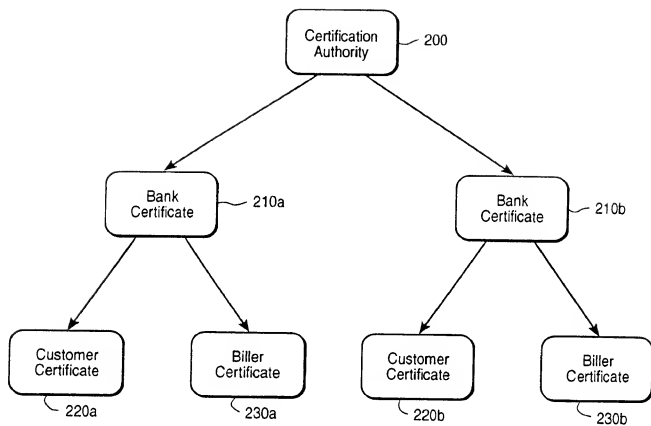 Certification
Authority
200
Bank
Certificate
210a
Bank
Certificate
210b
Customer
Certificate
220a
Biller
Certificate
230a
Customer
Certificate
220b
Biller
Certificate
230b